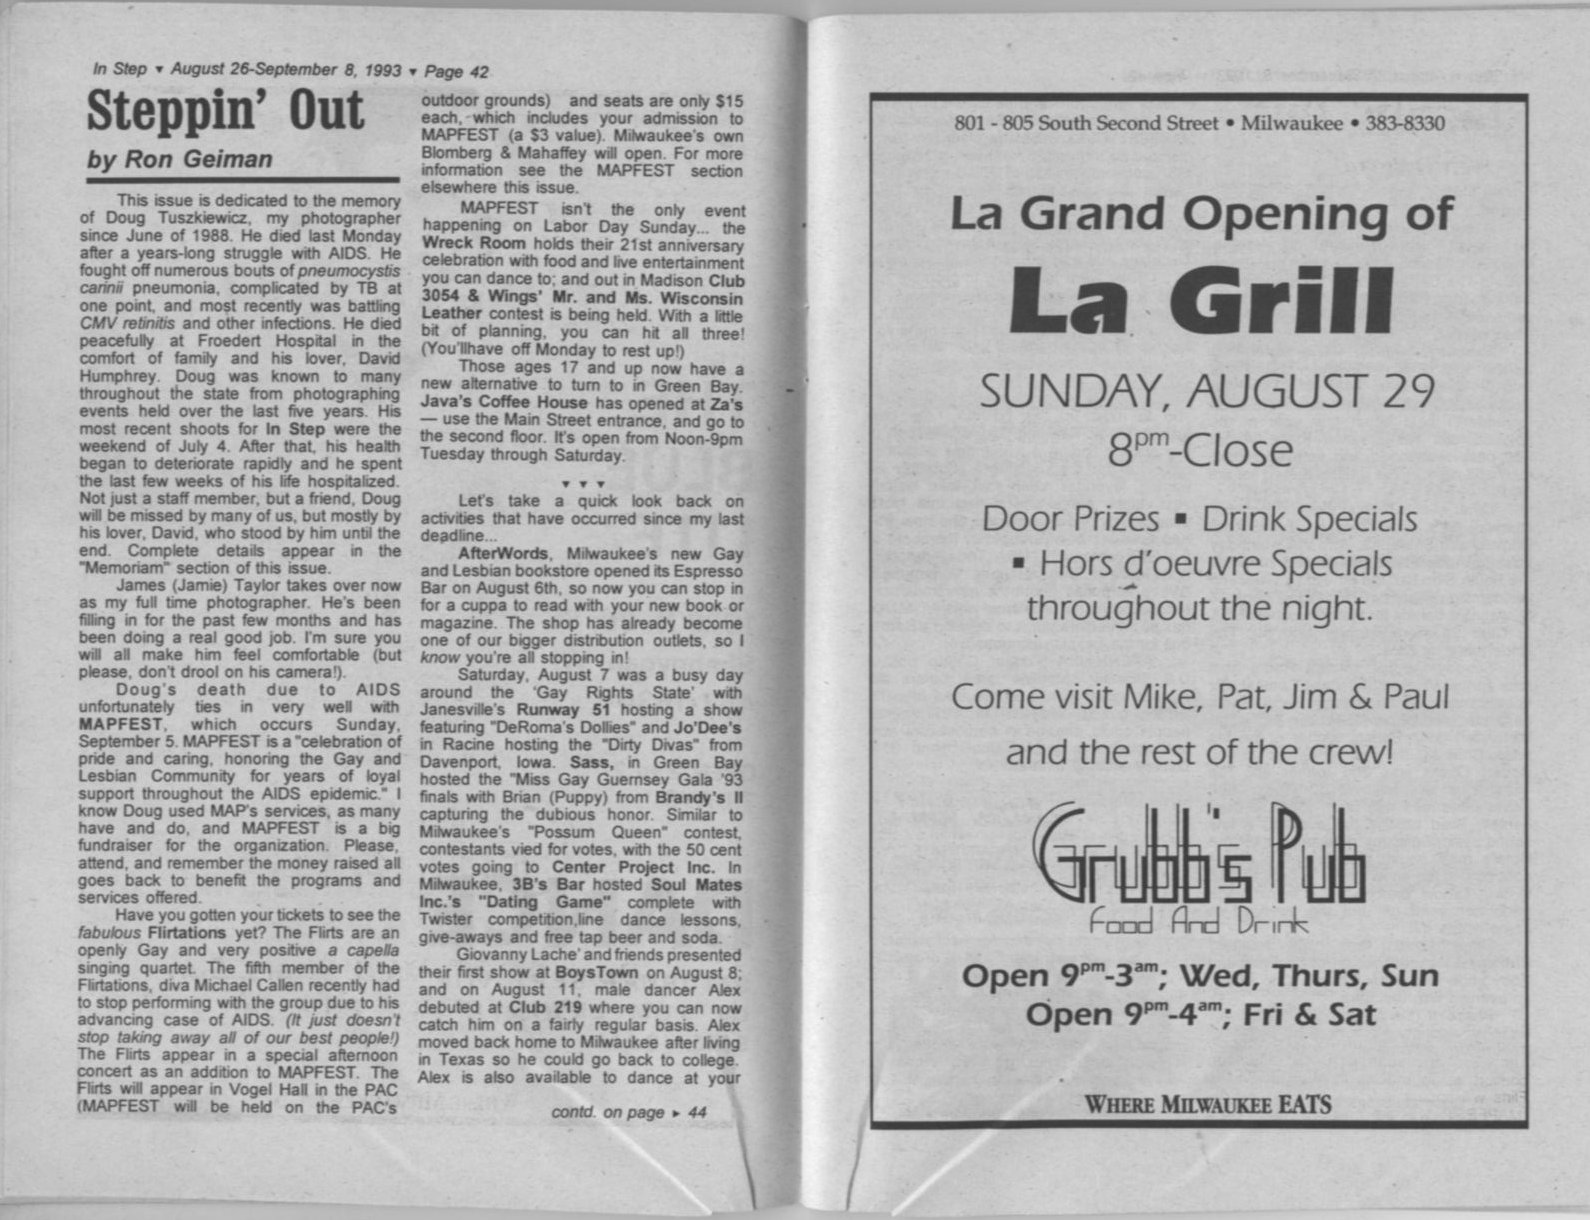 In Step ▾ August 26-September 8, 1993 ▾ Page 42
Steppin' Out
by Ron Geiman
This issue is dedicated to the memory
of Doug Tuszkiewicz, my photographer
since June of 1988. He died last Monday
after a years-long struggle with AIDS. He
fought off numerous bouts of pneumocystis
carinii pneumonia, complicated by TB at
one point, and most recently was battling
CMV retinitis and other infections. He died
peacefully at Froedert Hospital in the
comfort of family and his lover, David
Humphrey. Doug was known to many
throughout the state from photographing
events held over the last five years. His
most recent shoots for In Step were the
weekend of July 4. After that, his health
began to deteriorate rapidly and he spent
the last few weeks of his life hospitalized.
Not just a staff member, but a friend, Doug
will be missed by many of us, but mostly by
his lover, David, who stood by him until the
end. Complete details appear in the
"Memoriam" section of this issue.
James (Jamie) Taylor takes over now
as my full time photographer. He's been
filling in for the past few months and has
been doing a real good job. I'm sure you
will all make him feel comfortable (but
please, don't drool on his camera!).
Doug's death due to AIDS
unfortunately ties in very well with
MAPFEST, which occurs Sunday,
September 5. MAPFEST is a "celebration of
pride and caring, honoring the Gay and
Lesbian Community for years of loyal
support throughout the AIDS epidemic." I
know Doug used MAP's services, as many
have and do, and MAPFEST is a big
fundraiser for the organization. Please,
attend, and remember the money raised all
goes back to benefit the programs and
services offered.
Have you gotten your tickets to see the
fabulous Flirtations yet? The Flirts are an
openly Gay and very positive a capella
singing quartet. The fifth member of the
Flirtations, diva Michael Callen recently had
to stop performing with the group due to his
advancing case of AIDS. (It just doesn't
stop taking away all of our best people!)
The Flirts appear in a special afternoon
concert as an addition to MAPFEST. The
Flirts will appear in Vogel Hall in the PAC
(MAPFEST will be held on the PAC's
outdoor grounds) and seats are only $15
each, which includes your admission to
MAPFEST (a $3 value). Milwaukee's own
Blomberg & Mahaffey will open. For more
information see the MAPFEST section
elsewhere this issue.
MAPFEST isn't the only event
happening on Labor Day Sunday... the
Wreck Room holds their 21st anniversary
celebration with food and live entertainment
you can dance to; and out in Madison Club
3054 & Wings' Mr. and Ms. Wisconsin
Leather contest is being held. With a little
bit of planning, you can hit all three!
(You'llhave off Monday to rest up!)
Those ages 17 and up now have a
new alternative to turn to in Green Bay.
Java's Coffee House has opened at Za's
— use the Main Street entrance, and go to
the second floor. It's open from Noon-9pm
Tuesday through Saturday.
▾ ▾ ▾
Let's take a quick look back on
activities that have occurred since my last
deadline...
AfterWords, Milwaukee's new Gay
and Lesbian bookstore opened its Espresso
Bar on August 6th, so now you can stop in
for a cuppa to read with your new book or
magazine. The shop has already become
one of our bigger distribution outlets, so I
know you're all stopping in!
Saturday, August 7 was a busy day
around the 'Gay Rights State' with
Janesville's Runway 51 hosting a show
featuring "DeRoma's Dollies" and Jo'Dee's
in Racine hosting the "Dirty Divas" from
Davenport, Iowa. Sass, in Green Bay
hosted the "Miss Gay Guernsey Gala '93
finals with Brian (Puppy) from Brandy's II
capturing the dubious honor. Similar to
Milwaukee's "Possum Queen" contest,
contestants vied for votes, with the 50 cent
votes going to Center Project Inc. In
Milwaukee, 3B's Bar hosted Soul Mates
Inc.'s "Dating Game" complete with
Twister competition,line dance lessons,
give-aways and free tap beer and soda.
Giovanny Lache' and friends presented
their first show at BoysTown on August 8;
and on August 11, male dancer Alex
debuted at Club 219 where you can now
catch him on a fairly regular basis. Alex
moved back home to Milwaukee after living
in Texas so he could go back to college.
Alex is also available to dance at your
contd. on page ▸ 44
801 - 805 South Second Street • Milwaukee • 383-8330
La Grand Opening of
La Grill
SUNDAY, AUGUST 29
8pm-Close
Door Prizes ▪ Drink Specials
▪ Hors d'oeuvre Specials
throughout the night.
Come visit Mike, Pat, Jim & Paul
and the rest of the crew!
Grubb's Pub
Food And Drink
Open 9pm-3am; Wed, Thurs, Sun
Open 9pm-4am; Fri & Sat
WHERE MILWAUKEE EATS